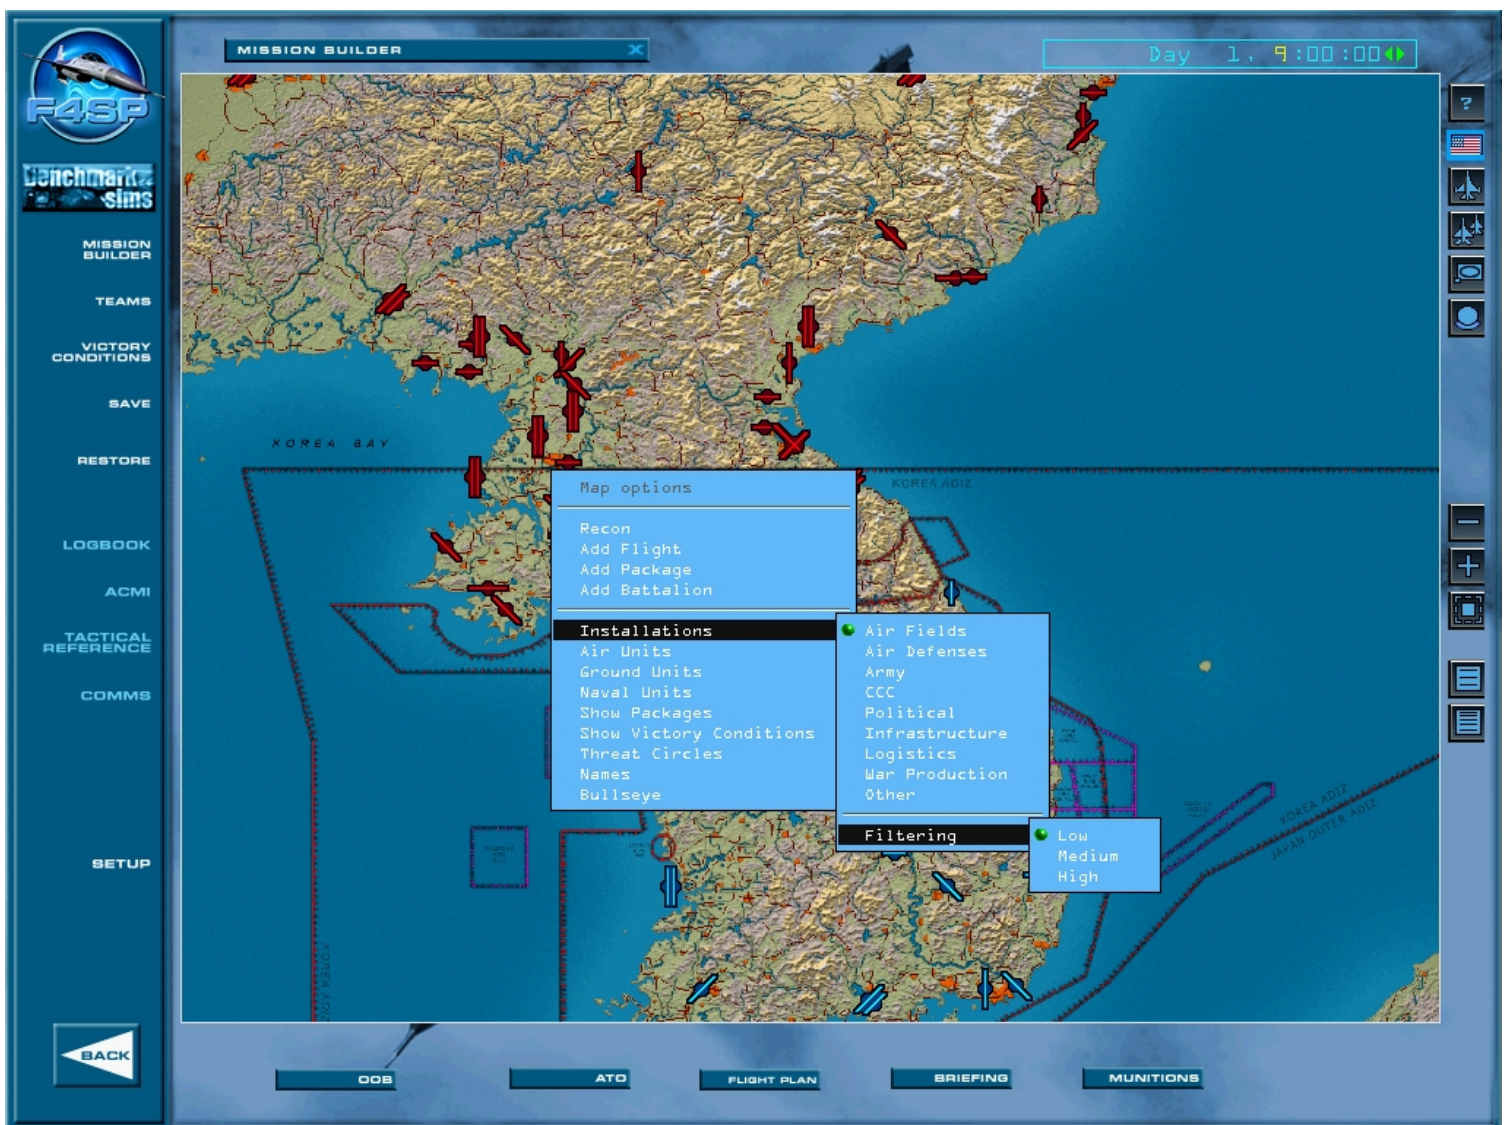 MISSION BUILDER X
Day 1, 9:00:00
F4SP
benchmark
sims
MISSION
BUILDER
TEAMS
VICTORY
CONDITIONS
SAVE
RESTORE
LOGBOOK
ACMI
TACTICAL
REFERENCE
COMMS
SETUP
BACK
?
KOREA BAY
KOREA ADIZ
Map options
Recon
Add Flight
Add Package
Add Battalion
Installations
Air Units
Ground Units
Naval Units
Show Packages
Show Victory Conditions
Threat Circles
Names
Bullseye
Air Fields
Air Defenses
Army
CCC
Political
Infrastructure
Logistics
War Production
Other
Filtering
Low
Medium
High
KOREA ADIZ
JAPAN OUTER ADIZ
KOREA ADIZ
OOB
ATO
FLIGHT PLAN
BRIEFING
MUNITIONS